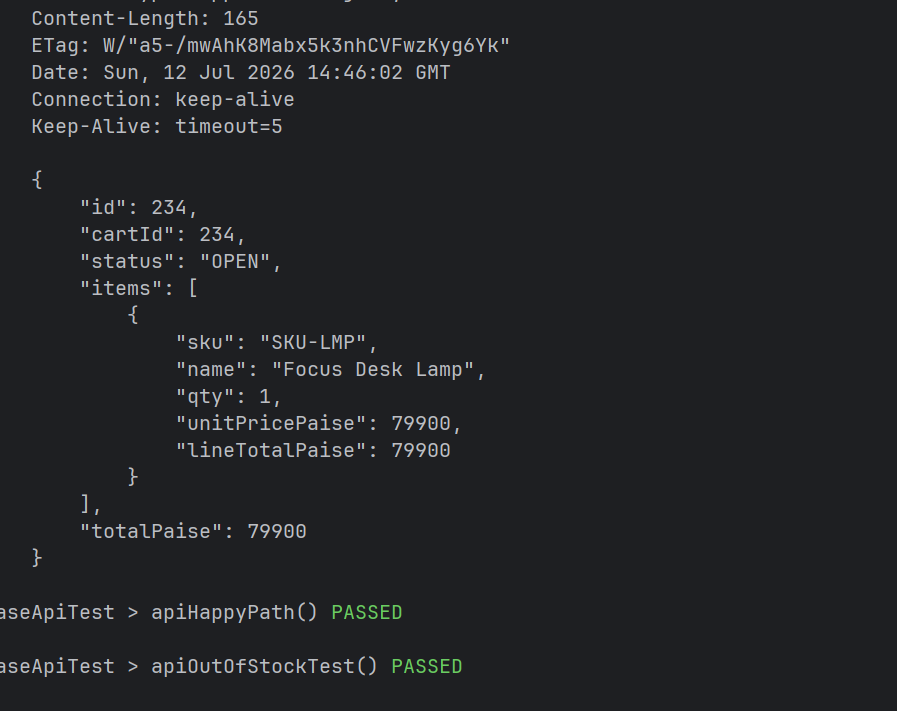 Content-Length: 165
ETag: W/"a5-/mwAhK8Mabx5k3nhCVFwzKyg6Yk"
Date: Sun, 12 Jul 2026 14:46:02 GMT
Connection: keep-alive
Keep-Alive: timeout=5
{
"id": 234,
"cartId": 234,
"status": "OPEN",
"items": [
{
"sku": "SKU-LMP",
"name": "Focus Desk Lamp",
"qty": 1,
"unitPricePaise": 79900,
"lineTotalPaise": 79900
}
],
"totalPaise": 79900
}
aseApiTest > apiHappyPath() PASSED
aseApiTest > apiOutOfStockTest() PASSED